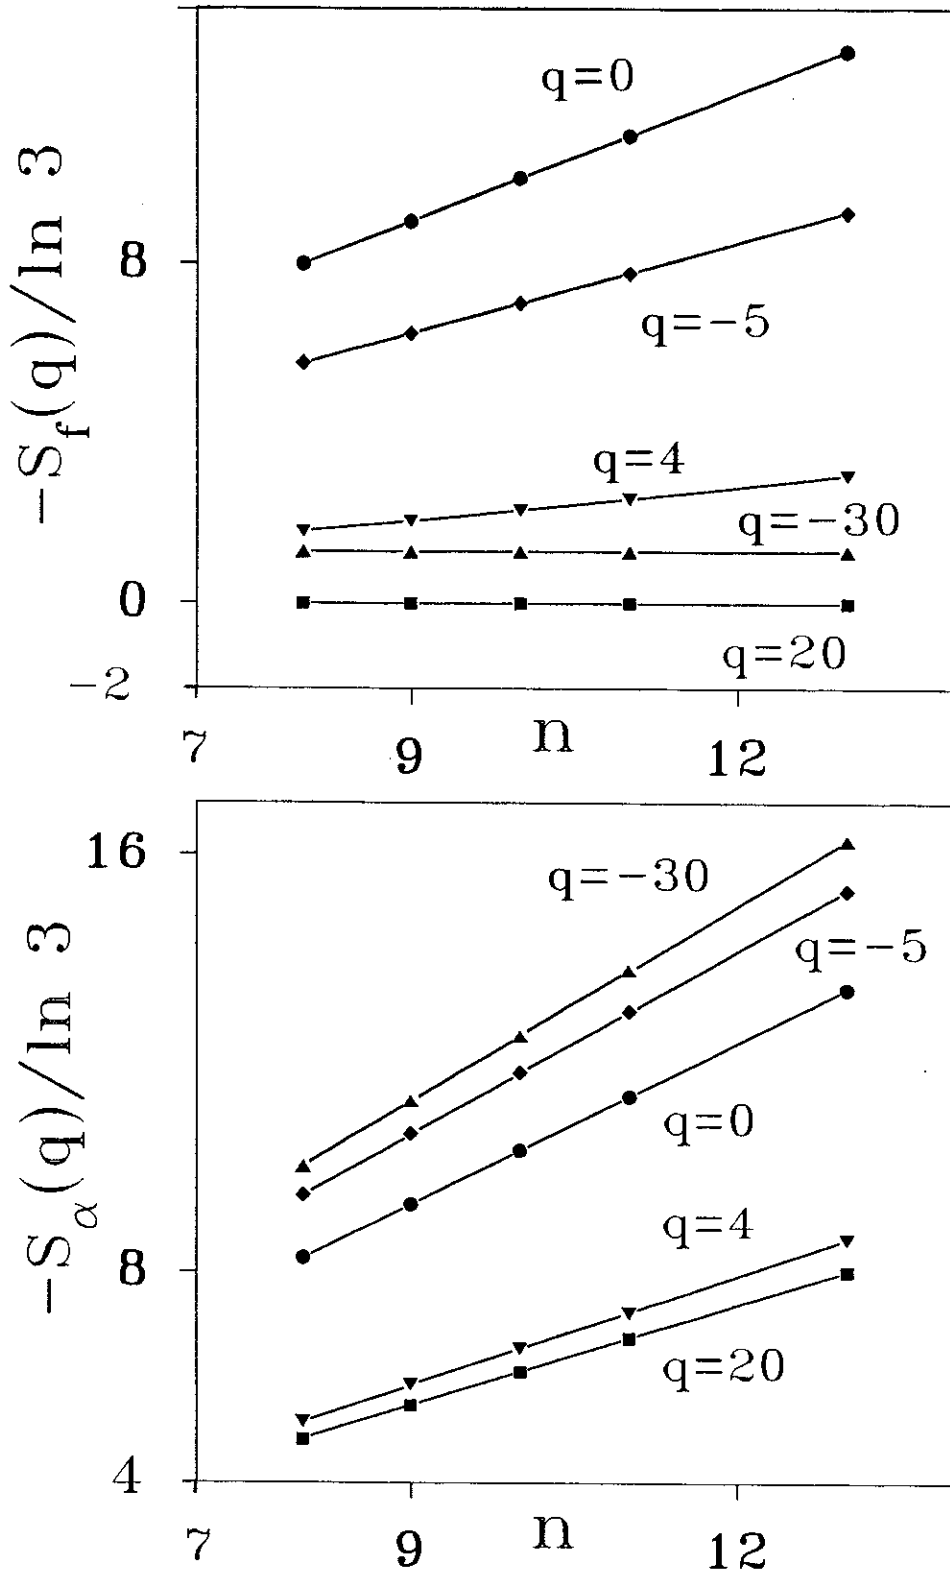 -S_f(q)/ln 3
q=0
8
q=-5
q=4
q=-30
0
q=20
-2
7
9
n
12
-S_α(q)/ln 3
16
q=-30
q=-5
q=0
q=4
8
q=20
4
7
9
n
12